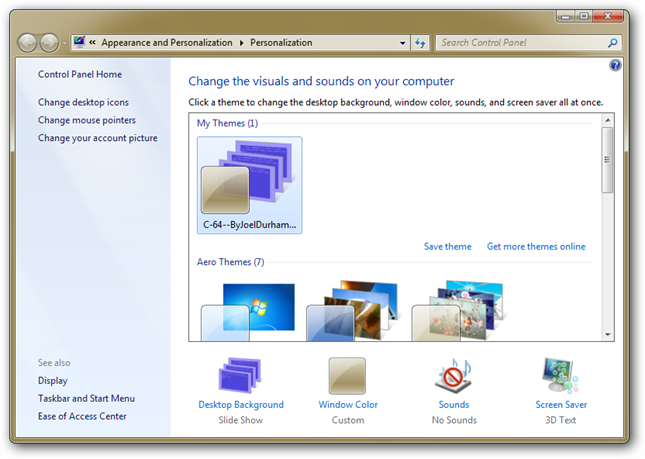 « Appearance and Personalization ▸ Personalization
Search Control Panel
Control Panel Home
Change desktop icons
Change mouse pointers
Change your account picture
See also
Display
Taskbar and Start Menu
Ease of Access Center
Change the visuals and sounds on your computer
Click a theme to change the desktop background, window color, sounds, and screen saver all at once.
My Themes (1)
C-64--ByJoelDurham...
Save theme Get more themes online
Aero Themes (7)
Desktop Background Window Color Sounds Screen Saver
Slide Show Custom No Sounds 3D Text